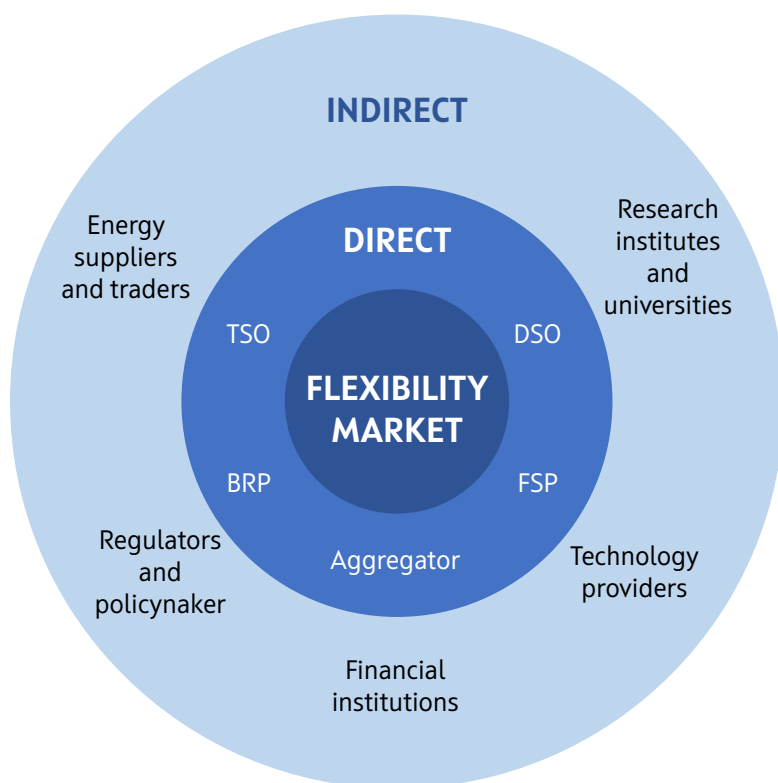 INDIRECT
Energy
suppliers
and traders
Research
institutes
and
universities
DIRECT
TSO
DSO
FLEXIBILITY
MARKET
BRP
FSP
Aggregator
Regulators
and
policynaker
Technology
providers
Financial
institutions